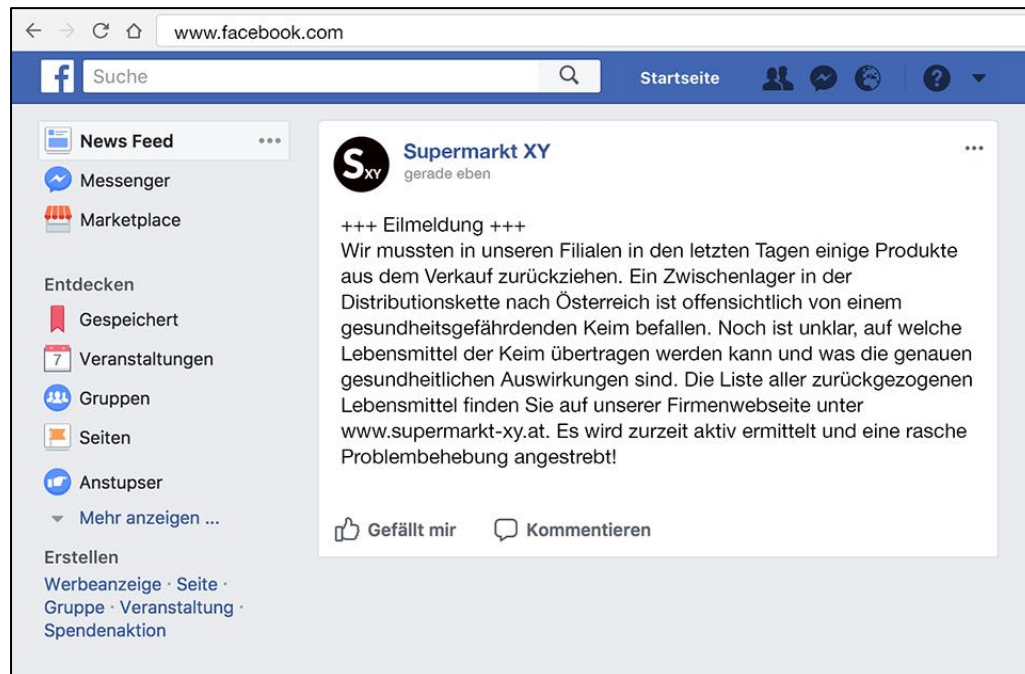 www.facebook.com
f
Suche
Startseite
?
News Feed
Messenger
Marketplace
Entdecken
Gespeichert
7
Veranstaltungen
Gruppen
Seiten
Anstupser
Mehr anzeigen ...
Erstellen
Werbeanzeige · Seite ·
Gruppe · Veranstaltung ·
Spendenaktion
SXY
Supermarkt XY
gerade eben
+++ Eilmeldung +++
Wir mussten in unseren Filialen in den letzten Tagen einige Produkte
aus dem Verkauf zurückziehen. Ein Zwischenlager in der
Distributionskette nach Österreich ist offensichtlich von einem
gesundheitsgefährdenden Keim befallen. Noch ist unklar, auf welche
Lebensmittel der Keim übertragen werden kann und was die genauen
gesundheitlichen Auswirkungen sind. Die Liste aller zurückgezogenen
Lebensmittel finden Sie auf unserer Firmenwebseite unter
www.supermarkt-xy.at. Es wird zurzeit aktiv ermittelt und eine rasche
Problembehebung angestrebt!
Gefällt mir
Kommentieren